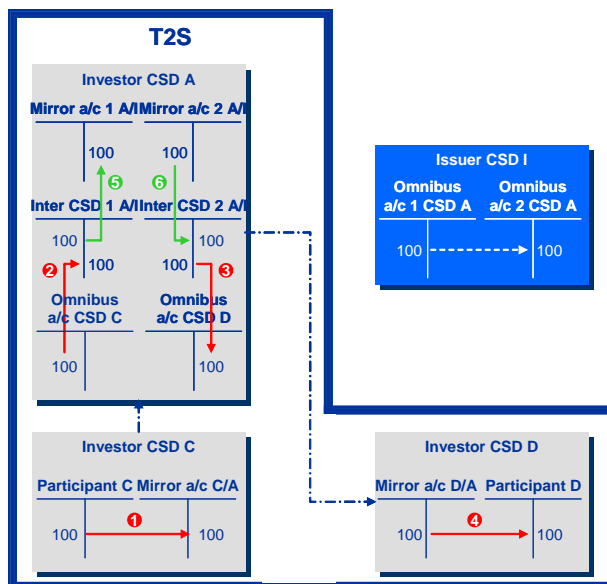 T2S
Investor CSD A
Mirror a/c 1 A/I Mirror a/c 2 A/I
100 100
5 6
Inter CSD 1 A/I Inter CSD 2 A/I
100 100
2 100 100 3
Omnibus a/c CSD C
Omnibus a/c CSD D
100 100
Issuer CSD I
Omnibus a/c 1 CSD A
Omnibus a/c 2 CSD A
100 100
Investor CSD C
Participant C Mirror a/c C/A
100 1 100
Investor CSD D
Mirror a/c D/A Participant D
100 4 100